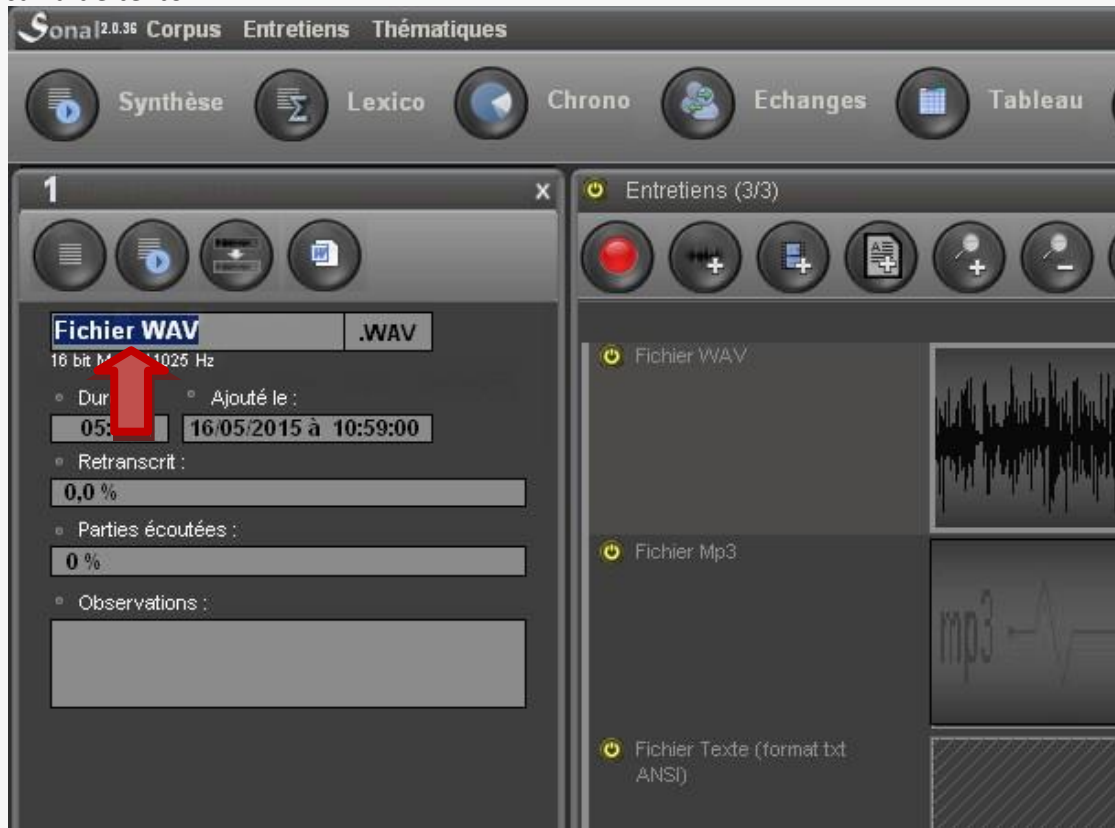 Sonal 2.0.36 Corpus Entretiens Thématiques
Synthèse Lexico Chrono Echanges Tableau
1 x
Entretiens (3/3)
Fichier WAV .WAV
16 bit 1025 Hz
Ajouté le :
05: 16/05/2015 à 10:59:00
Retranscrit :
0,0 %
Parties écoutées :
0 %
Observations :
Fichier WAV
Fichier Mp3
mp3
Fichier Texte (format txt
ANSI)